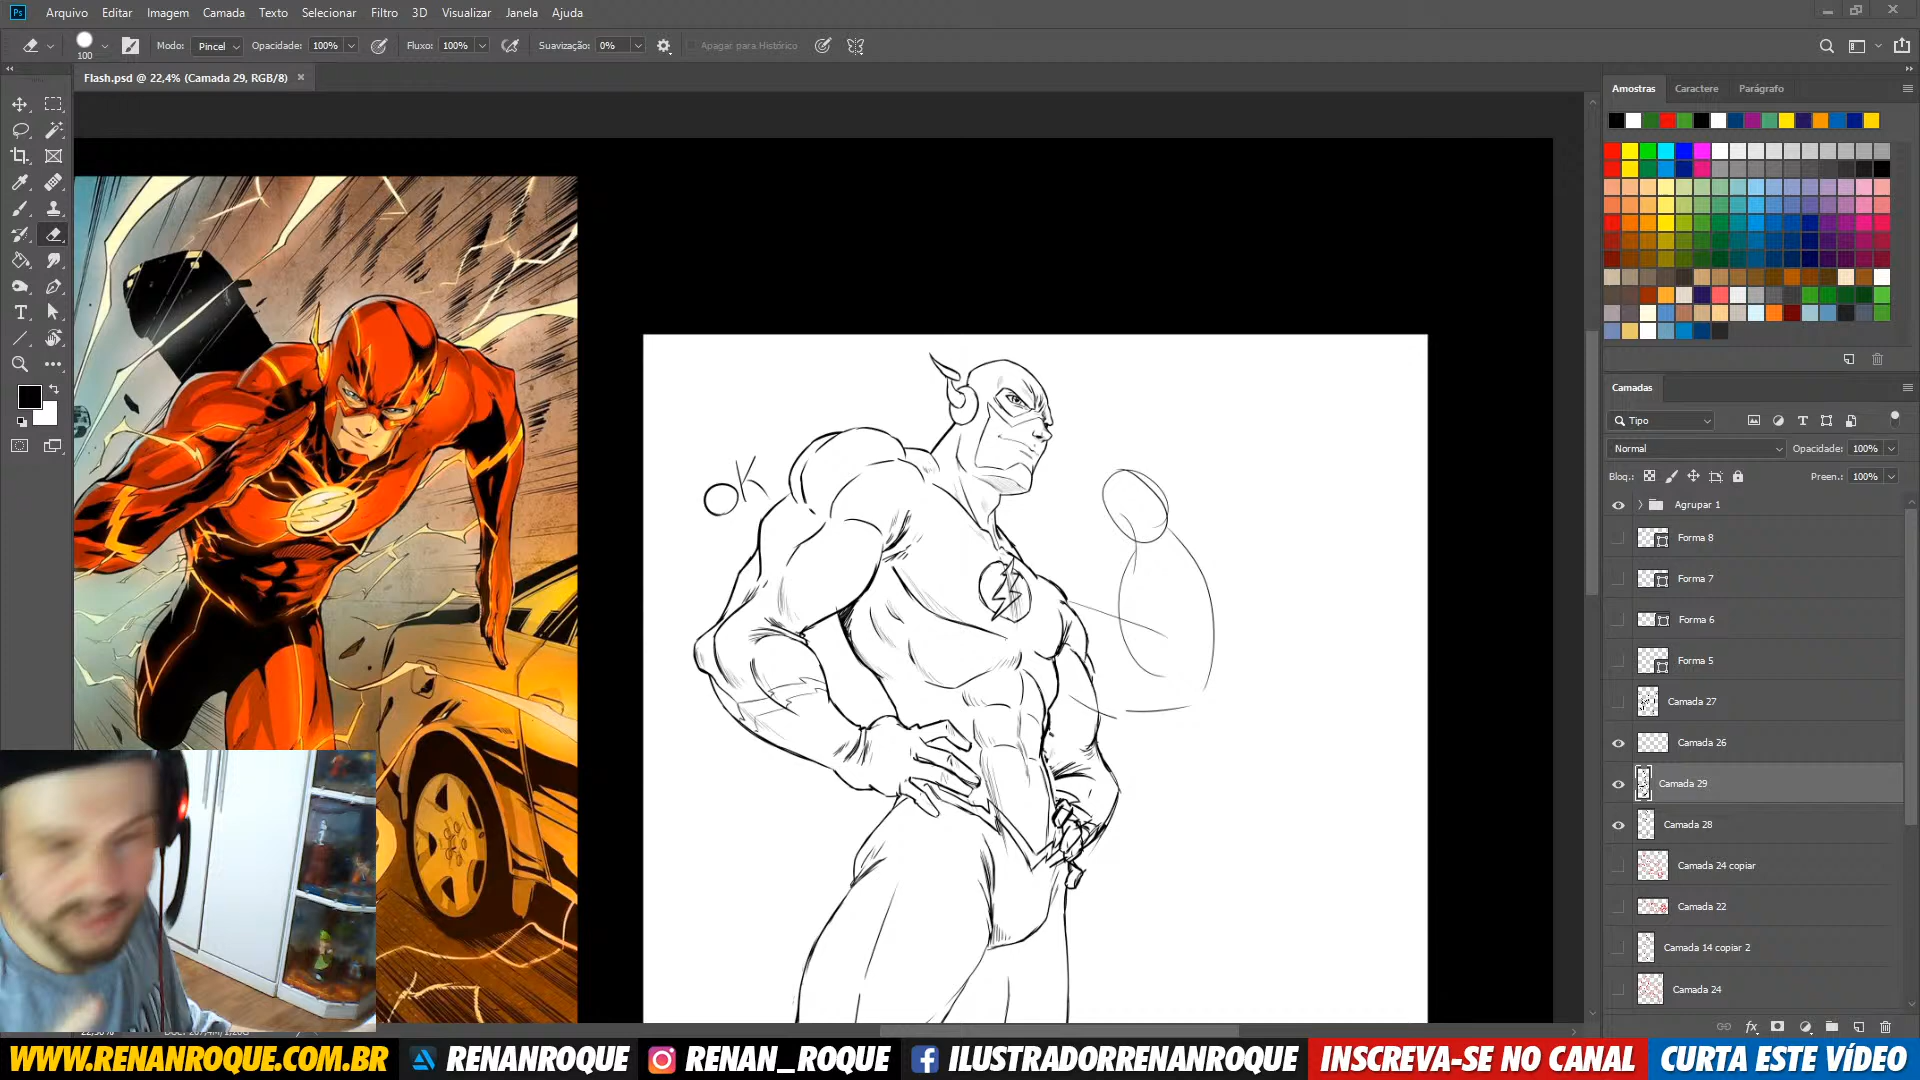 Arquivo Editar Imagem Camada Texto Selecionar Filtro 3D Visualizar Janela Ajuda
100 Modo: Pincel Opacidade: 100% Fluxo: 100% Suavização: 0% Apagar para Histórico
Flash.psd @ 22,4% (Camada 29, RGB/8)
Amostras Caractere Parágrafo
OK
Camadas
Tipo
Normal Opacidade: 100%
Bloq.: Preen.: 100%
Agrupar 1
Forma 8
Forma 7
Forma 6
Forma 5
Camada 27
Camada 26
Camada 29
Camada 28
Camada 24 copiar
Camada 22
Camada 14 copiar 2
Camada 24
WWW.RENANROQUE.COM.BR RENANROQUE RENAN_ROQUE ILUSTRADORRENANROQUE INSCREVA-SE NO CANAL CURTA ESTE VÍDEO